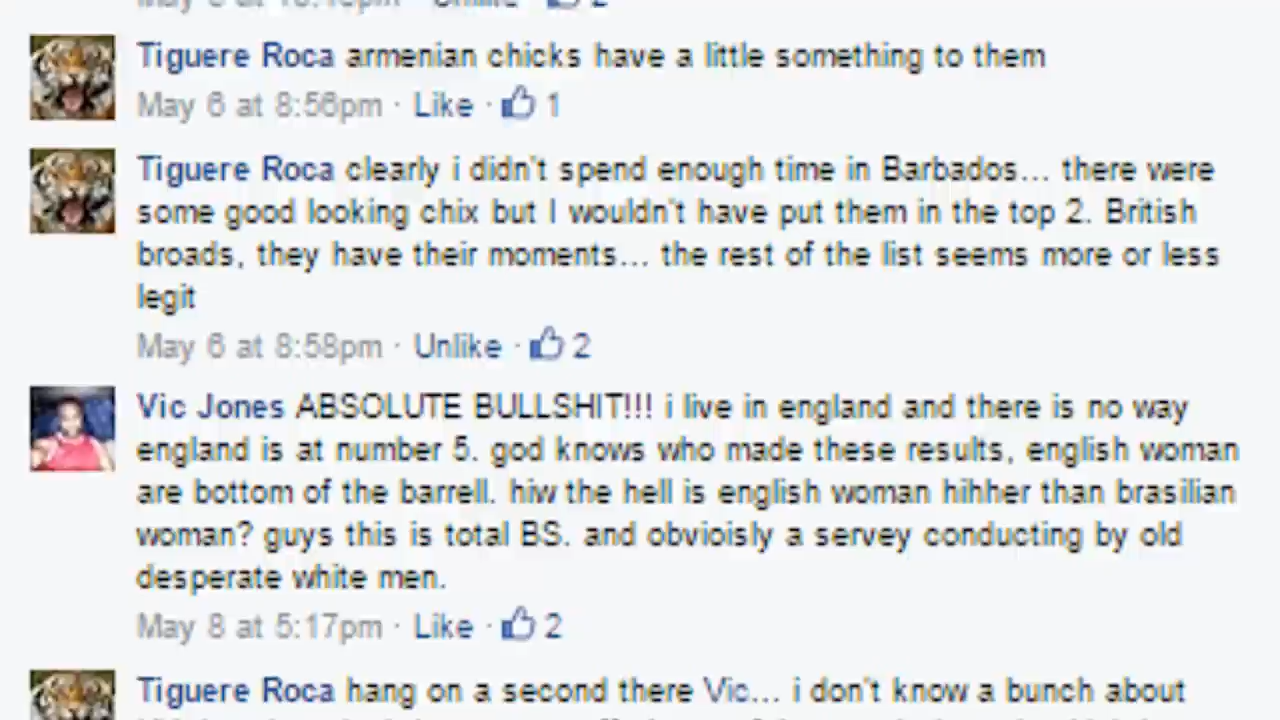 Tiguere Roca armenian chicks have a little something to them
May 6 at 8:56pm · Like · 1
Tiguere Roca clearly i didn't spend enough time in Barbados... there were
some good looking chix but I wouldn't have put them in the top 2. British
broads, they have their moments... the rest of the list seems more or less
legit
May 6 at 8:58pm · Unlike · 2
Vic Jones ABSOLUTE BULLSHIT!!! i live in england and there is no way
england is at number 5. god knows who made these results, english woman
are bottom of the barrell. hiw the hell is english woman hihher than brasilian
woman? guys this is total BS. and obvioisly a servey conducting by old
desperate white men.
May 8 at 5:17pm · Like · 2
Tiguere Roca hang on a second there Vic... i don't know a bunch about